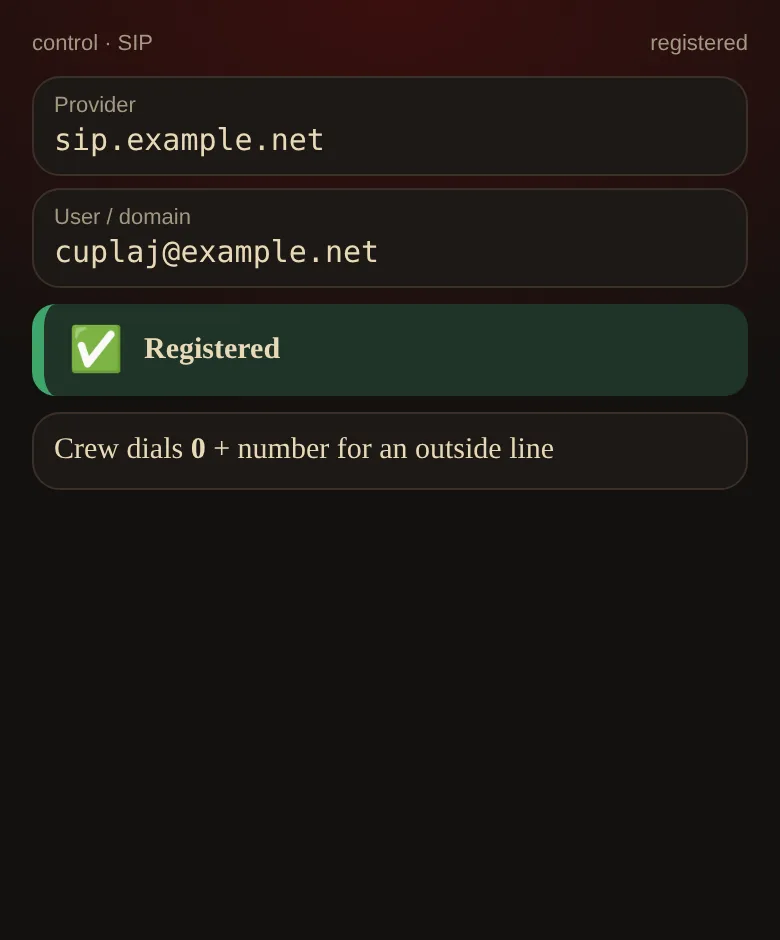 control · SIP
registered
Provider
sip.example.net
User / domain
cuplaj@example.net
✅ Registered
Crew dials 0 + number for an outside line